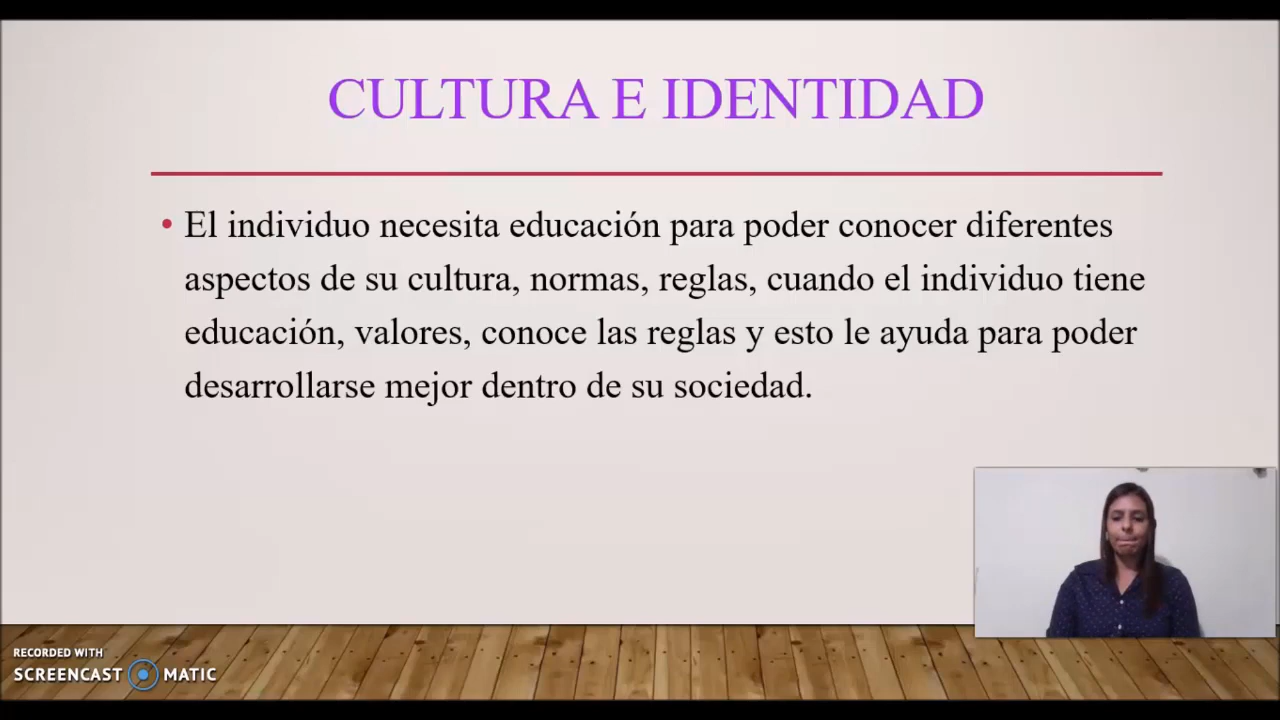 CULTURA E IDENTIDAD
• El individuo necesita educación para poder conocer diferentes
aspectos de su cultura, normas, reglas, cuando el individuo tiene
educación, valores, conoce las reglas y esto le ayuda para poder
desarrollarse mejor dentro de su sociedad.
RECORDED WITH
SCREENCAST MATIC